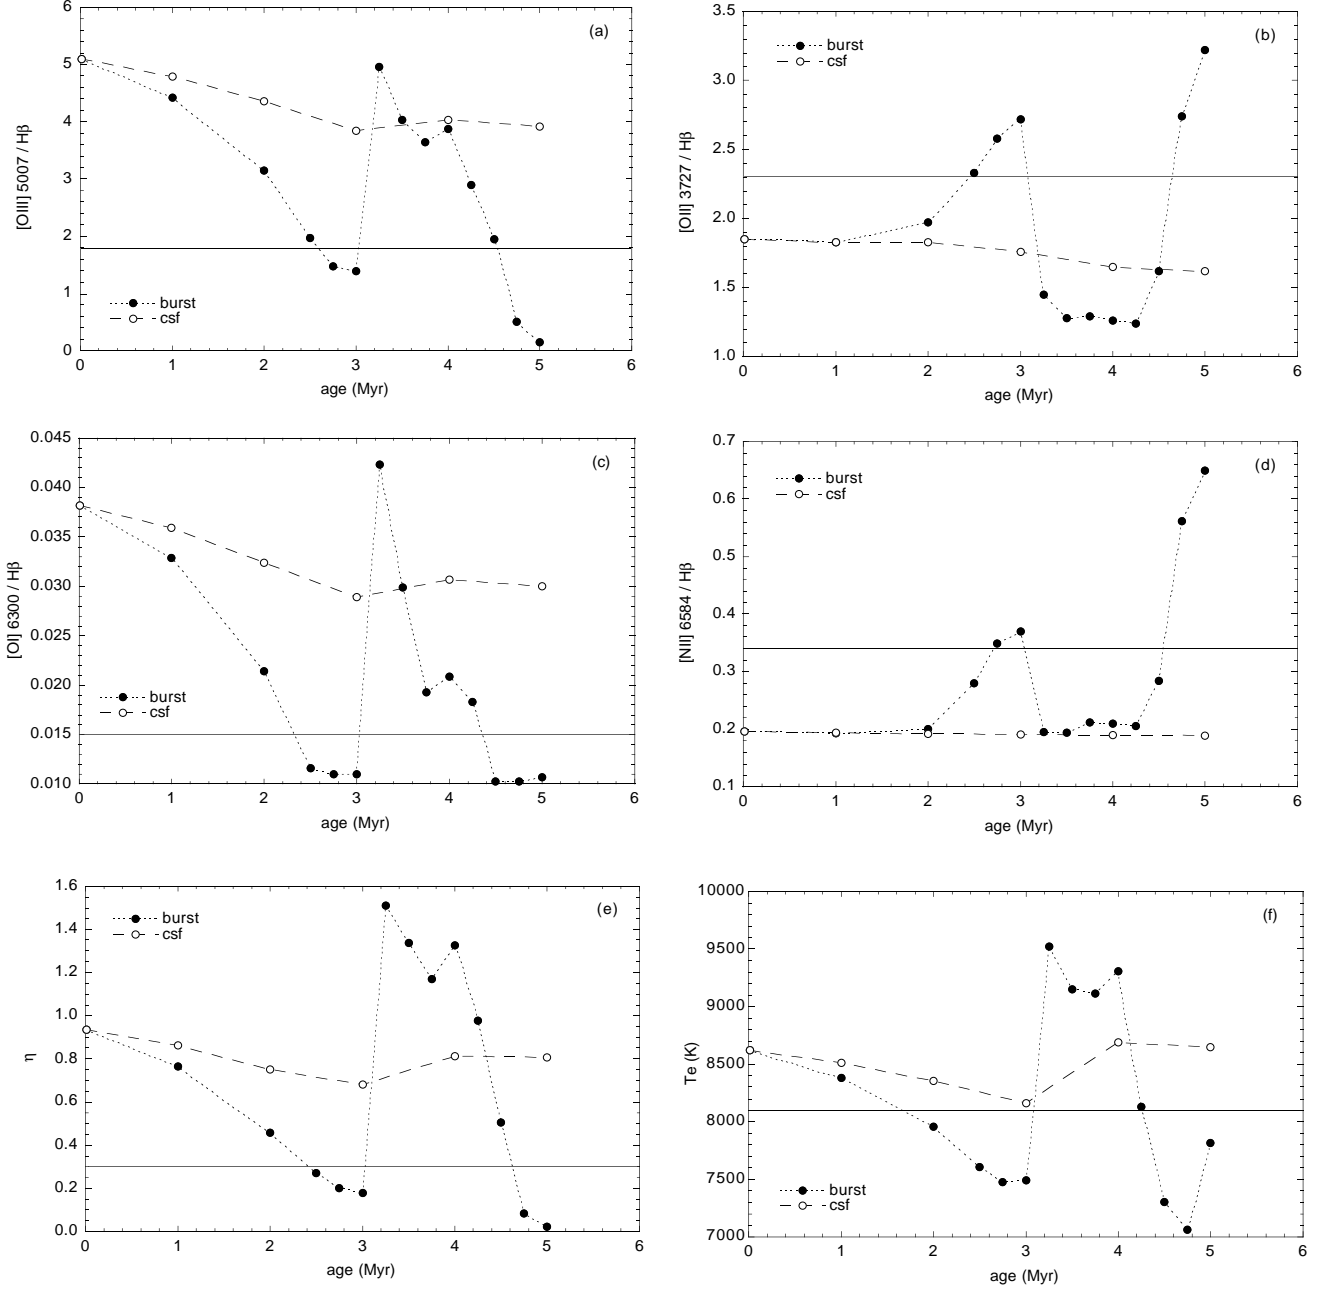 6
5
4
3
2
1
0
[OIII] 5007 / Hβ
(a)
burst
csf
0 1 2 3 4 5 6
age (Myr)
3.5
3.0
2.5
2.0
1.5
1.0
[OII] 3727 / Hβ
(b)
burst
csf
0 1 2 3 4 5 6
age (Myr)
0.045
0.040
0.035
0.030
0.025
0.020
0.015
0.010
[OI] 6300 / Hβ
(c)
burst
csf
0 1 2 3 4 5 6
age (Myr)
0.7
0.6
0.5
0.4
0.3
0.2
0.1
[NII] 6584 / Hβ
(d)
burst
csf
0 1 2 3 4 5 6
age (Myr)
1.6
1.4
1.2
1.0
0.8
0.6
0.4
0.2
0.0
η
(e)
burst
csf
0 1 2 3 4 5 6
age (Myr)
10000
9500
9000
8500
8000
7500
7000
Te (K)
(f)
burst
csf
0 1 2 3 4 5 6
age (Myr)